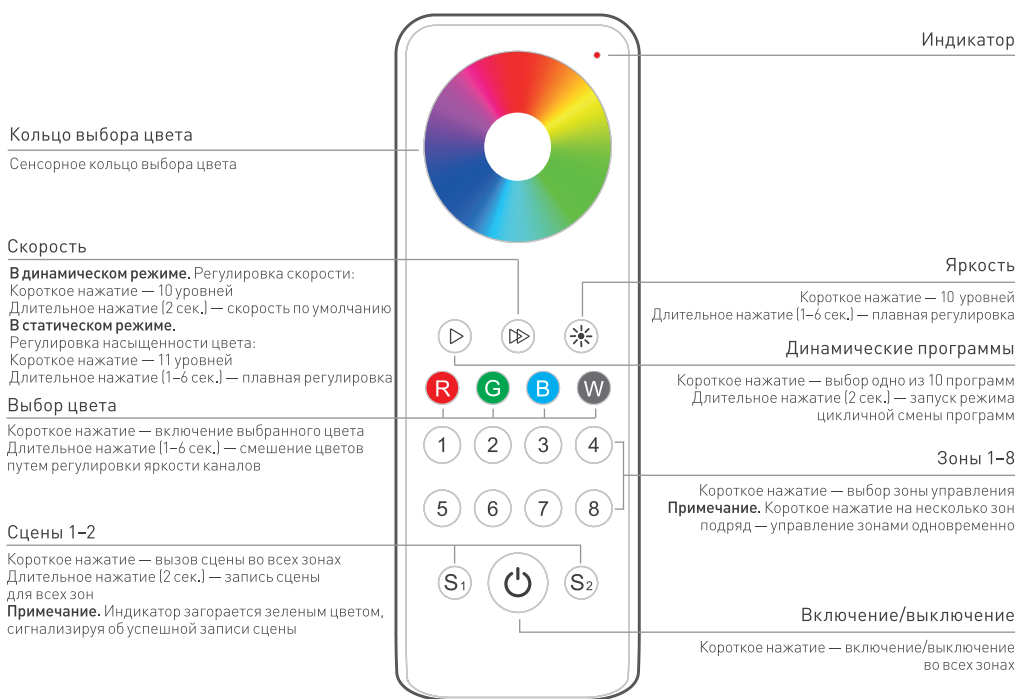 Индикатор
Кольцо выбора цвета
Сенсорное кольцо выбора цвета
Скорость
В динамическом режиме. Регулировка скорости:
Короткое нажатие — 10 уровней
Длительное нажатие (2 сек.) — скорость по умолчанию
В статическом режиме.
Регулировка насыщенности цвета:
Короткое нажатие — 11 уровней
Длительное нажатие (1–6 сек.) — плавная регулировка
Яркость
Короткое нажатие — 10 уровней
Длительное нажатие (1–6 сек.) — плавная регулировка
Динамические программы
Короткое нажатие — выбор одно из 10 программ
Длительное нажатие (2 сек.) — запуск режима
цикличной смены программ
R G B W
Выбор цвета
Короткое нажатие — включение выбранного цвета
Длительное нажатие (1–6 сек.) — смешение цветов
путем регулировки яркости каналов
1 2 3 4
5 6 7 8
Зоны 1–8
Короткое нажатие — выбор зоны управления
Примечание. Короткое нажатие на несколько зон
подряд — управление зонами одновременно
Сцены 1–2
Короткое нажатие — вызов сцены во всех зонах
Длительное нажатие (2 сек.) — запись сцены
для всех зон
Примечание. Индикатор загорается зеленым цветом,
сигнализируя об успешной записи сцены
S1 S2
Включение/выключение
Короткое нажатие — включение/выключение
во всех зонах